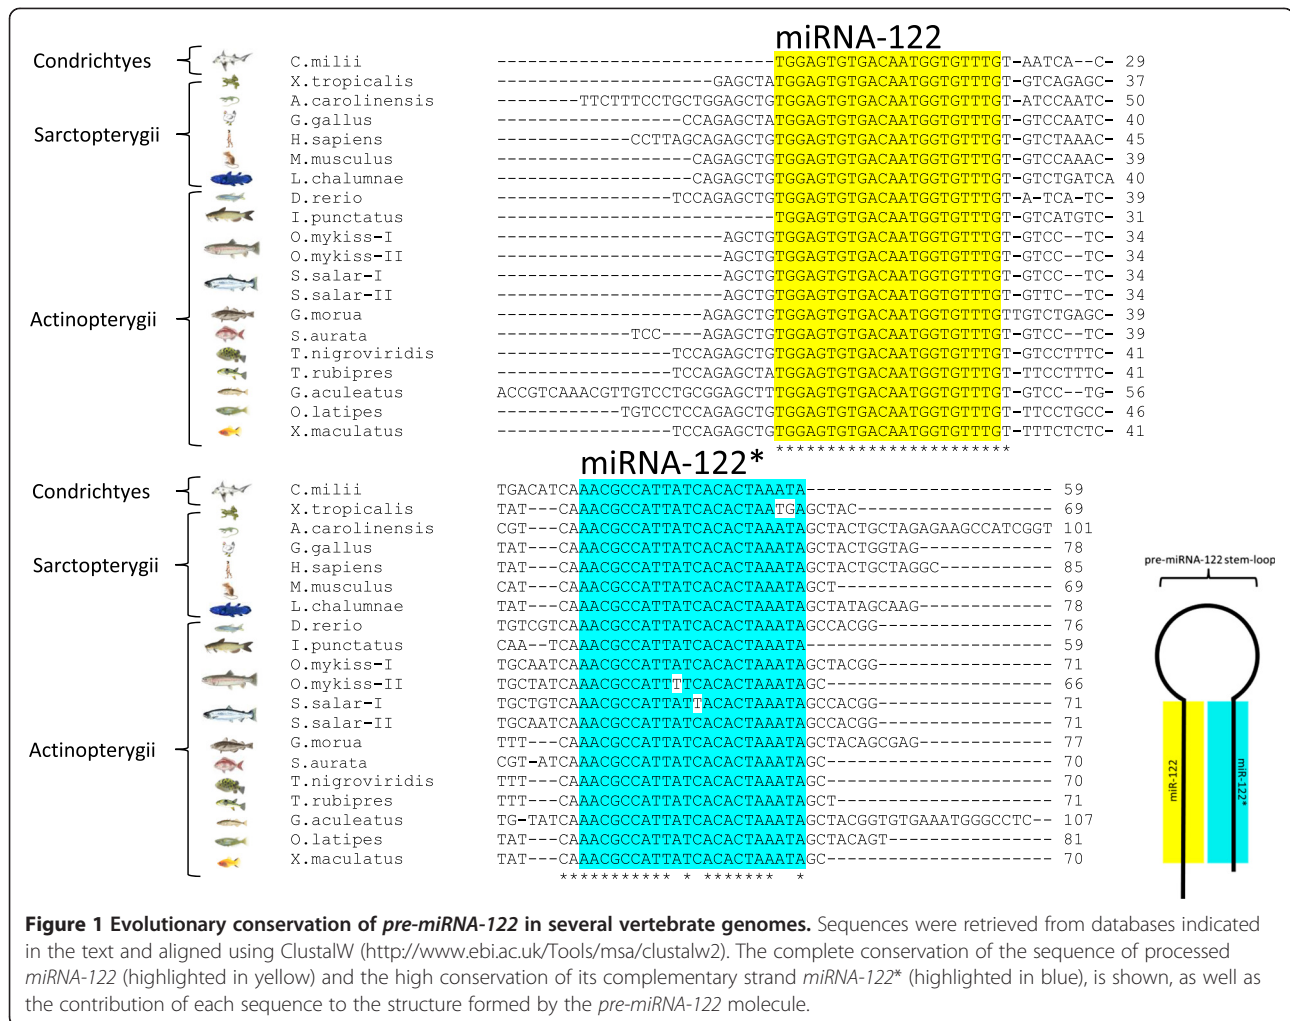 miRNA-122
Condrichtyes
Sarctopterygii
Actinopterygii
C.milii ---------------------------TGGAGTGTGACAATGGTGTTTGT-AATCA--C- 29
X.tropicalis ---------------------GAGCTATGGAGTGTGACAATGGTGTTTGT-GTCAGAGC- 37
A.carolinensis --------TTCTTTCCTGCTGGAGCTGTGGAGTGTGACAATGGTGTTTGT-ATCCAATC- 50
G.gallus ------------------CCAGAGCTATGGAGTGTGACAATGGTGTTTGT-GTCCAATC- 40
H.sapiens -------------CCTTAGCAGAGCTGTGGAGTGTGACAATGGTGTTTGT-GTCTAAAC- 45
M.musculus -------------------CAGAGCTGTGGAGTGTGACAATGGTGTTTGT-GTCCAAAC- 39
L.chalumnae -------------------CAGAGCTGTGGAGTGTGACAATGGTGTTTGT-GTCTGATCA 40
D.rerio -----------------TCCAGAGCTGTGGAGTGTGACAATGGTGTTTGT-A-TCA-TC- 39
I.punctatus ---------------------------TGGAGTGTGACAATGGTGTTTGT-GTCATGTC- 31
O.mykiss-I ----------------------AGCTGTGGAGTGTGACAATGGTGTTTGT-GTCC--TC- 34
O.mykiss-II ----------------------AGCTGTGGAGTGTGACAATGGTGTTTGT-GTCC--TC- 34
S.salar-I ----------------------AGCTGTGGAGTGTGACAATGGTGTTTGT-GTCC--TC- 34
S.salar-II ----------------------AGCTGTGGAGTGTGACAATGGTGTTTGT-GTTC--TC- 34
G.morua --------------------AGAGCTGTGGAGTGTGACAATGGTGTTTGTTGTCTGAGC- 39
S.aurata -------------TCC----AGAGCTGTGGAGTGTGACAATGGTGTTTGT-GTCC--TC- 39
T.nigroviridis -----------------TCCAGAGCTGTGGAGTGTGACAATGGTGTTTGT-GTCCTTTC- 41
T.rubipres -----------------TCCAGAGCTATGGAGTGTGACAATGGTGTTTGT-TTCCTTTC- 41
G.aculeatus ACCGTCAAACGTTGTCCTGCGGAGCTTTGGAGTGTGACAATGGTGTTTGT-GTCC--TG- 56
O.latipes ------------TGTCCTCCAGAGCTGTGGAGTGTGACAATGGTGTTTGT-TTCCTGCC- 46
X.maculatus -----------------TCCAGAGCTGTGGAGTGTGACAATGGTGTTTGT-TTTCTCTC- 41
***********************
miRNA-122*
Condrichtyes
Sarctopterygii
Actinopterygii
C.milii TGACATCAAACGCCATTATCACACTAAATA------------------------ 59
X.tropicalis TAT---CAAACGCCATTATCACACTAATGAGCTAC------------------- 69
A.carolinensis CGT---CAAACGCCATTATCACACTAAATAGCTACTGCTAGAGAAGCCATCGGT 101
G.gallus TAT---CAAACGCCATTATCACACTAAATAGCTACTGGTAG------------- 78
H.sapiens TAT---CAAACGCCATTATCACACTAAATAGCTACTGCTAGGC----------- 85
M.musculus CAT---CAAACGCCATTATCACACTAAATAGCT--------------------- 69
L.chalumnae TAT---CAAACGCCATTATCACACTAAATAGCTATAGCAAG------------- 78
D.rerio TGTCGTCAAACGCCATTATCACACTAAATAGCCACGG----------------- 76
I.punctatus CAA--TCAAACGCCATTATCACACTAAATA------------------------ 59
O.mykiss-I TGCAATCAAACGCCATTATCACACTAAATAGCTACGG----------------- 71
O.mykiss-II TGCTATCAAACGCCATTTTCACACTAAATAGC---------------------- 66
S.salar-I TGCTGTCAAACGCCATTATTACACTAAATAGCCACGG----------------- 71
S.salar-II TGCAATCAAACGCCATTATCACACTAAATAGCCACGG----------------- 71
G.morua TTT---CAAACGCCATTATCACACTAAATAGCTACAGCGAG------------- 77
S.aurata CGT-ATCAAACGCCATTATCACACTAAATAGC---------------------- 70
T.nigroviridis TTT---CAAACGCCATTATCACACTAAATAGC---------------------- 70
T.rubipres TTT---CAAACGCCATTATCACACTAAATAGCT--------------------- 71
G.aculeatus TG-TATCAAACGCCATTATCACACTAAATAGCTACGGTGTGAAATGGGCCTC-- 107
O.latipes TAT---CAAACGCCATTATCACACTAAATAGCTACAGT---------------- 81
X.maculatus TAT---CAAACGCCATTATCACACTAAATAGC---------------------- 70
*********** * ******* *
pre-miRNA-122 stem-loop
miR-122
miR-122*
Figure 1 Evolutionary conservation of pre-miRNA-122 in several vertebrate genomes. Sequences were retrieved from databases indicated
in the text and aligned using ClustalW (http://www.ebi.ac.uk/Tools/msa/clustalw2). The complete conservation of the sequence of processed
miRNA-122 (highlighted in yellow) and the high conservation of its complementary strand miRNA-122* (highlighted in blue), is shown, as well as
the contribution of each sequence to the structure formed by the pre-miRNA-122 molecule.